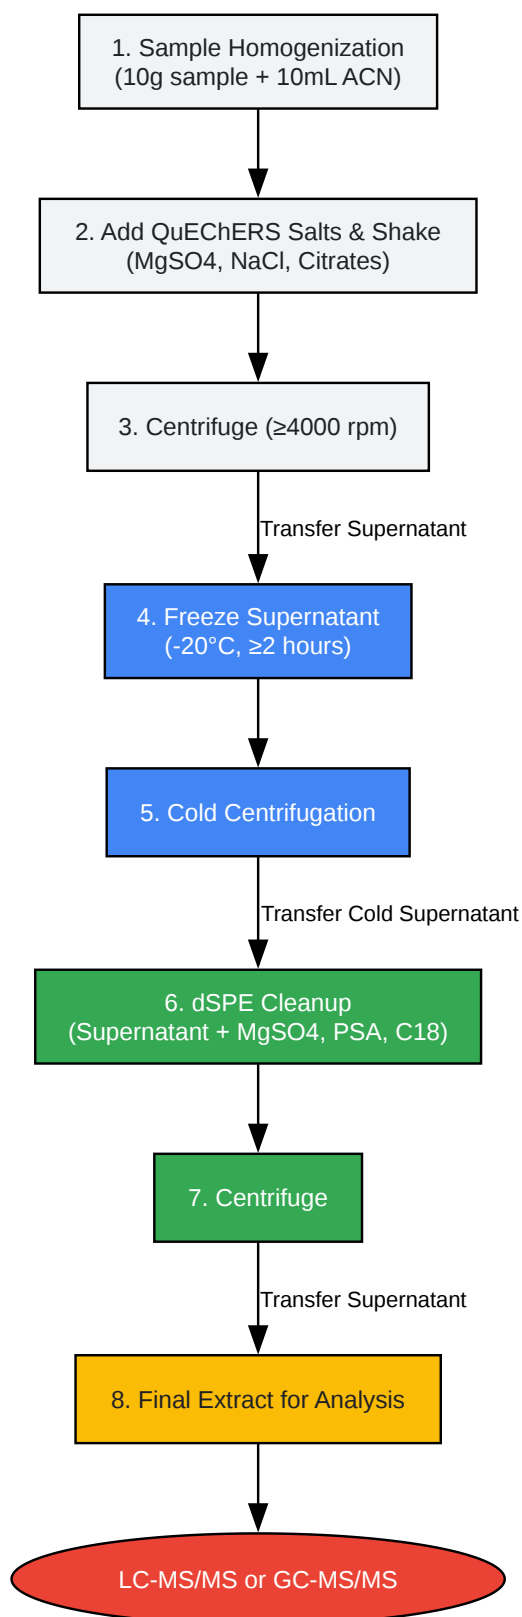 1. Sample Homogenization
(10g sample + 10mL ACN)
2. Add QuEChERS Salts & Shake
(MgSO4, NaCl, Citrates)
3. Centrifuge (≥4000 rpm)
Transfer Supernatant
4. Freeze Supernatant
(-20°C, ≥2 hours)
5. Cold Centrifugation
Transfer Cold Supernatant
6. dSPE Cleanup
(Supernatant + MgSO4, PSA, C18)
7. Centrifuge
Transfer Supernatant
8. Final Extract for Analysis
LC-MS/MS or GC-MS/MS